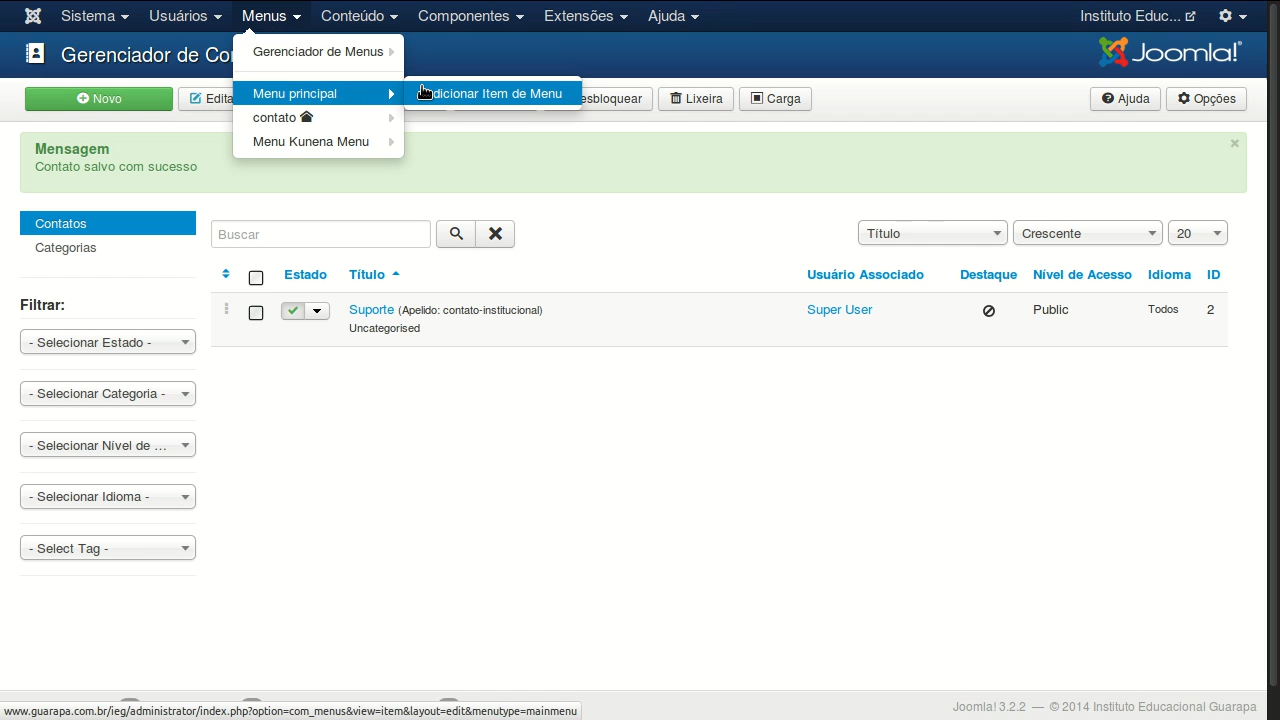 Sistema Usuários Menus Conteúdo Componentes Extensões Ajuda Instituto Educ...
Gerenciador de Menus
Gerenciador de Joomla!
Menu principal
Adicionar Item de Menu
contato
Menu Kunena Menu
Novo Lixeira Carga Ajuda Opções
Mensagem
Contato salvo com sucesso
×
Contatos
Categorias
Buscar Título Crescente 20
Estado Título Usuário Associado Destaque Nível de Acesso Idioma ID
Suporte (Apelido: contato-institucional) Super User Public Todos 2
Uncategorised
Filtrar:
- Selecionar Estado -
- Selecionar Categoria -
- Selecionar Nível de ...
- Selecionar Idioma -
- Select Tag -
Joomla! 3.2.2 — © 2014 Instituto Educacional Guarapa
www.guarapa.com.br/ieg/administrator/index.php?option=com_menus&view=item&layout=edit&menutype=mainmenu